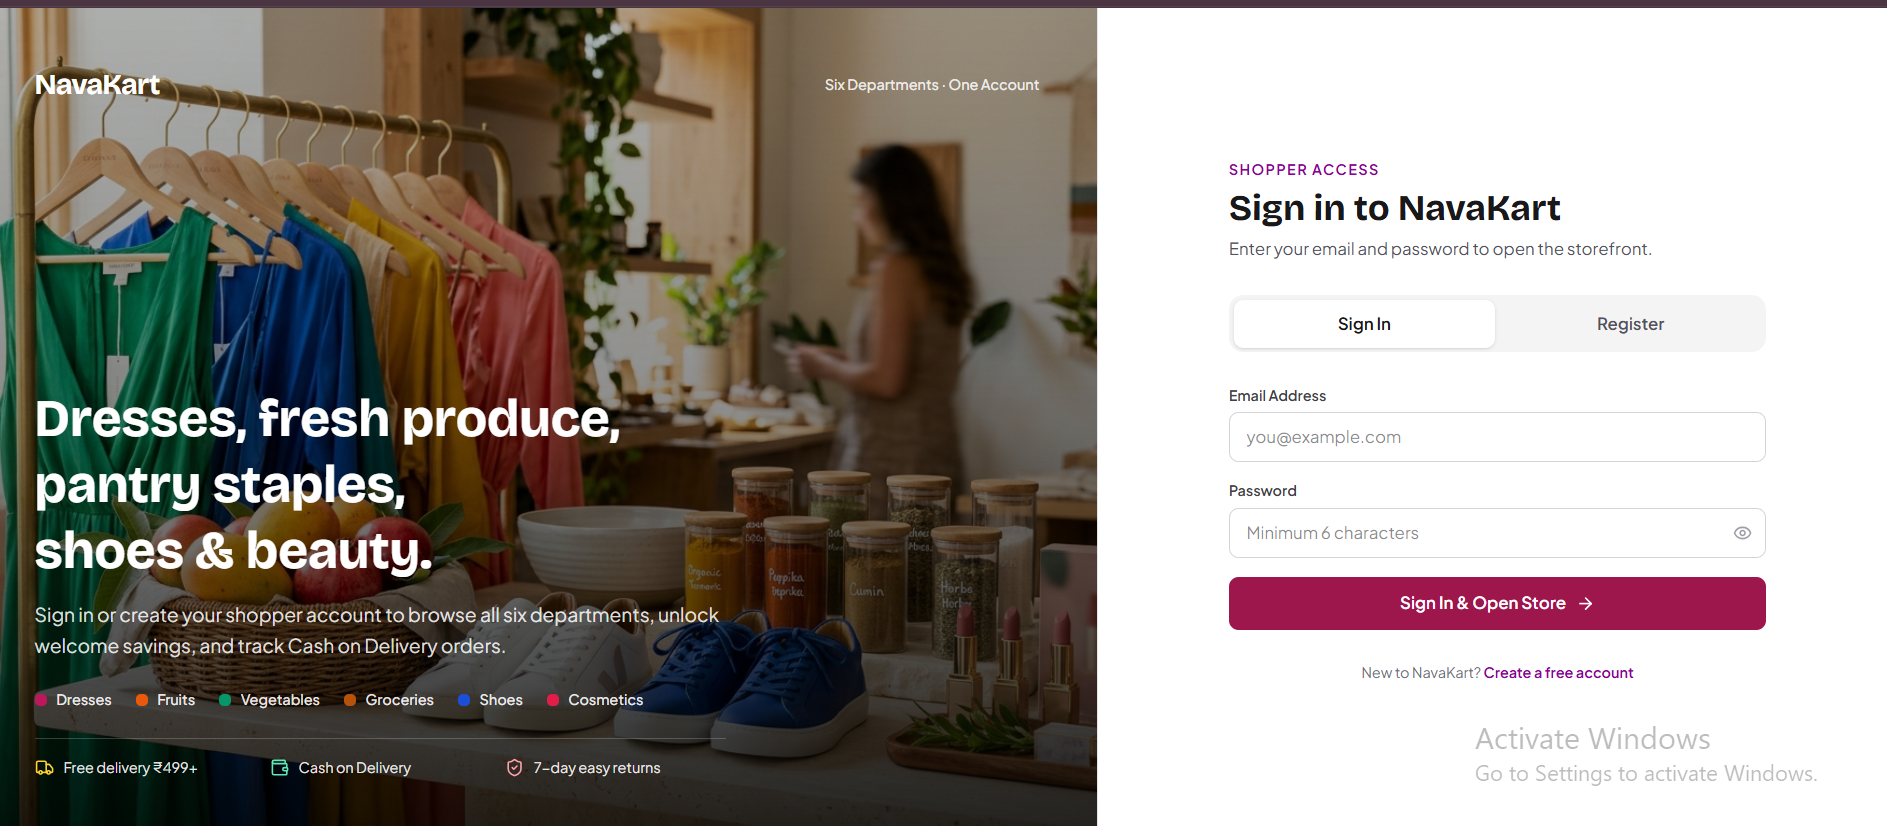 NavaKart
Six Departments · One Account
Dresses, fresh produce,
pantry staples,
shoes & beauty.
Sign in or create your shopper account to browse all six departments, unlock
welcome savings, and track Cash on Delivery orders.
Dresses Fruits Vegetables Groceries Shoes Cosmetics
Free delivery ₹499+ Cash on Delivery 7-day easy returns
Organic
Turmeric
Cumin
SHOPPER ACCESS
Sign in to NavaKart
Enter your email and password to open the storefront.
Sign In Register
Email Address
you@example.com
Password
Minimum 6 characters
Sign In & Open Store →
New to NavaKart? Create a free account
Activate Windows
Go to Settings to activate Windows.